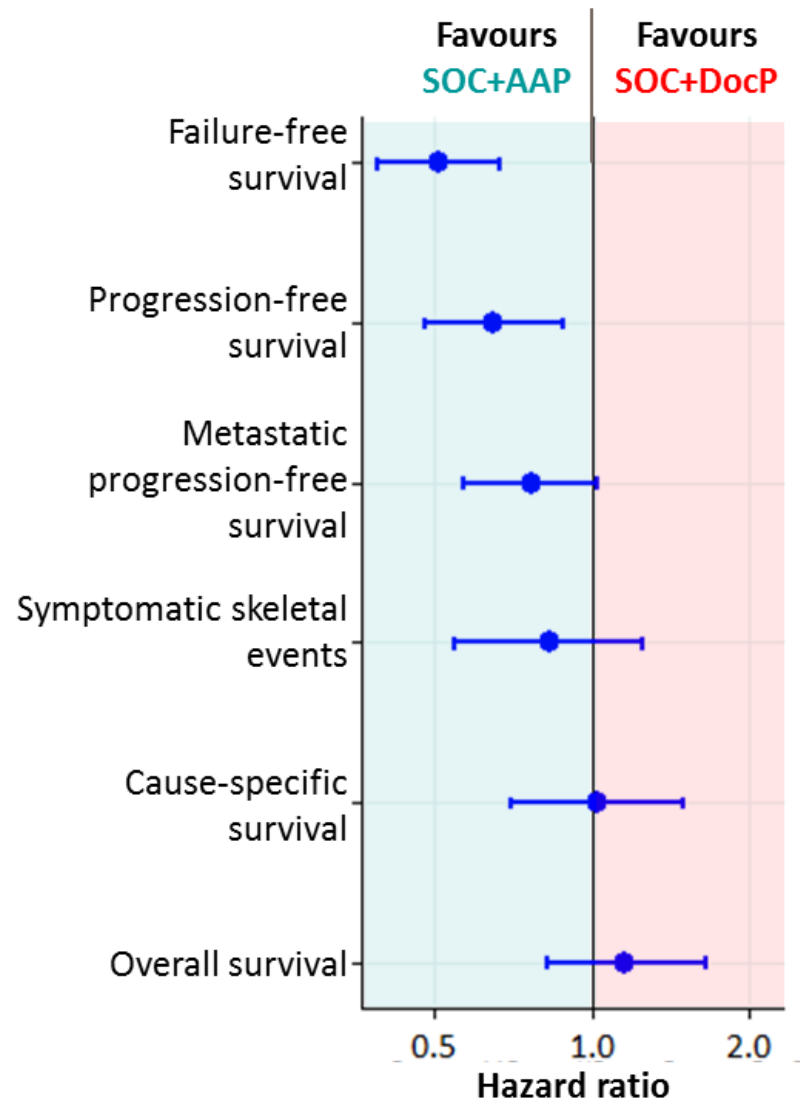 Favours Favours
SOC+AAP SOC+DocP
Failure-free
survival
Progression-free
survival
Metastatic
progression-free
survival
Symptomatic skeletal
events
Cause-specific
survival
Overall survival
0.5 1.0 2.0
Hazard ratio